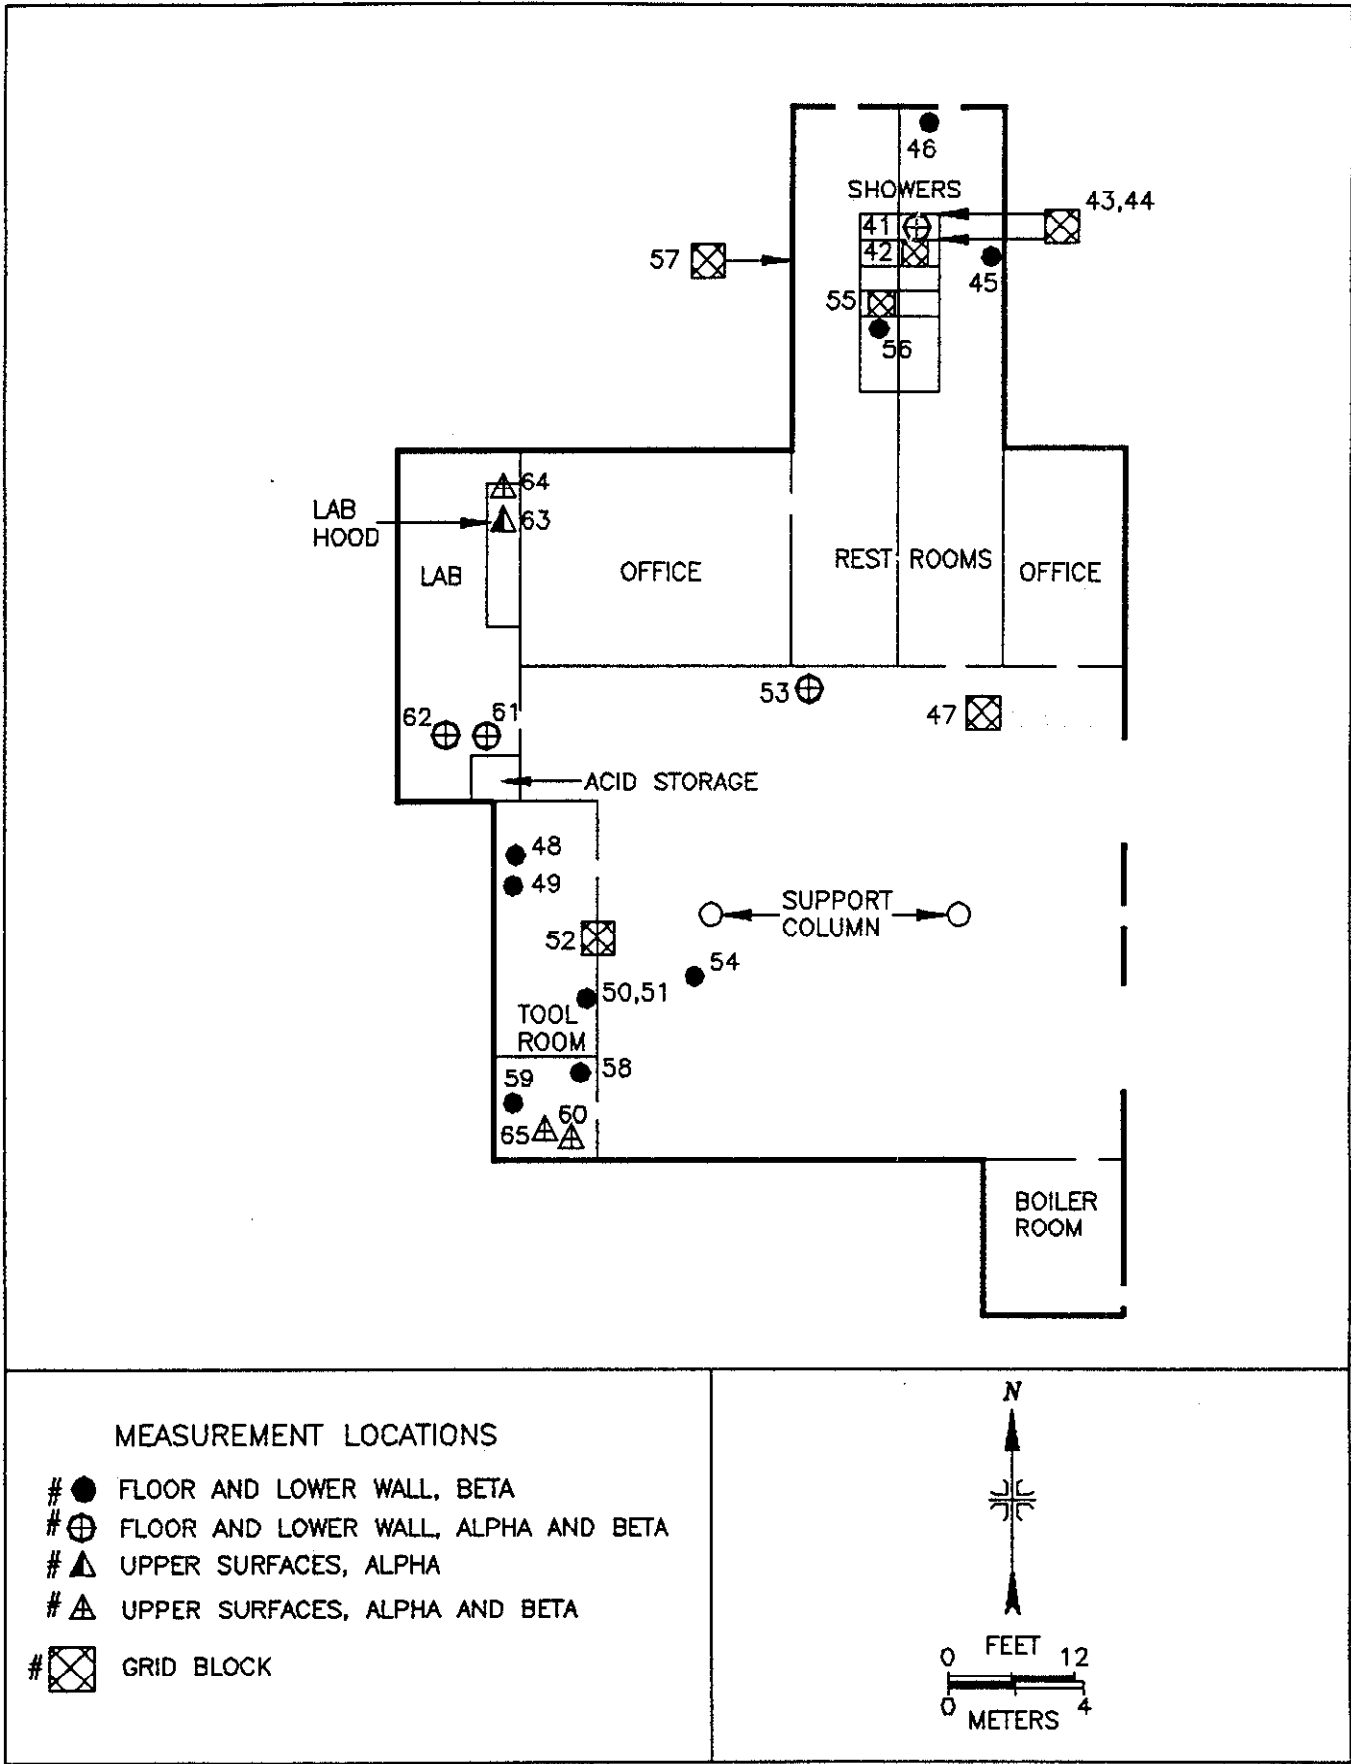 46
SHOWERS
43,44
41
42
57
45
55
56
64
LAB
HOOD
63
LAB
OFFICE
REST ROOMS
OFFICE
53
47
62
61
ACID STORAGE
48
49
SUPPORT
COLUMN
52
54
50,51
TOOL
ROOM
58
59
60
65
BOILER
ROOM
MEASUREMENT LOCATIONS
# FLOOR AND LOWER WALL, BETA
# FLOOR AND LOWER WALL, ALPHA AND BETA
# UPPER SURFACES, ALPHA
# UPPER SURFACES, ALPHA AND BETA
# GRID BLOCK
N
FEET
0 12
0 4
METERS